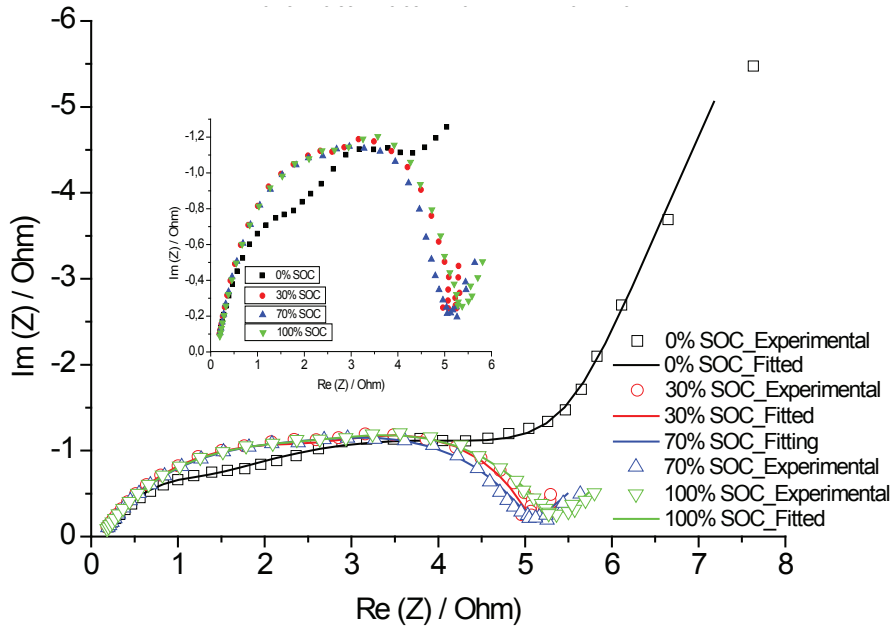 -6
-5
-4
-3
-2
-1
0
Im (Z) / Ohm
0 1 2 3 4 5 6 7 8
Re (Z) / Ohm)
-1,2
-1,0
-0,8
-0,6
-0,4
-0,2
0,0
Im (Z) / Ohm
0 1 2 3 4 5 6
Re (Z) / Ohm
0% SOC
30% SOC
70% SOC
100% SOC
0% SOC_Experimental
0% SOC_Fitted
30% SOC_Experimental
30% SOC_Fitted
70% SOC_Fitting
70% SOC_Experimental
100% SOC_Experimental
100% SOC_Fitted